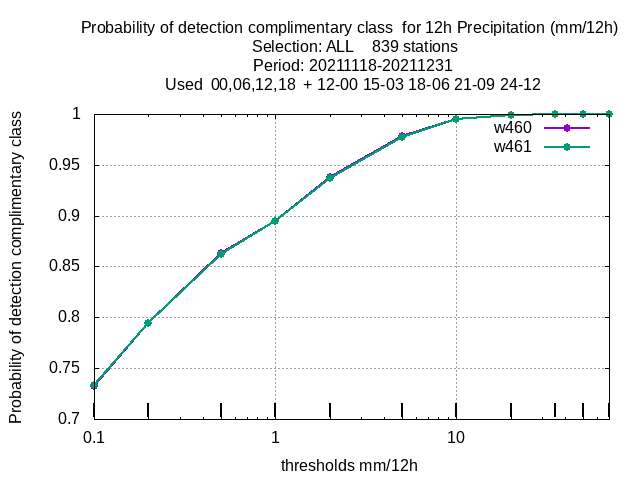 Probability of detection complimentary class  for 12h Precipitation (mm/12h)
Selection: ALL    839 stations
Period: 20211118-20211231
Used  00,06,12,18  + 12-00 15-03 18-06 21-09 24-12
Probability of detection complimentary class
1
0.95
0.9
0.85
0.8
0.75
0.7
w460
w461
0.1
1
10
thresholds mm/12h